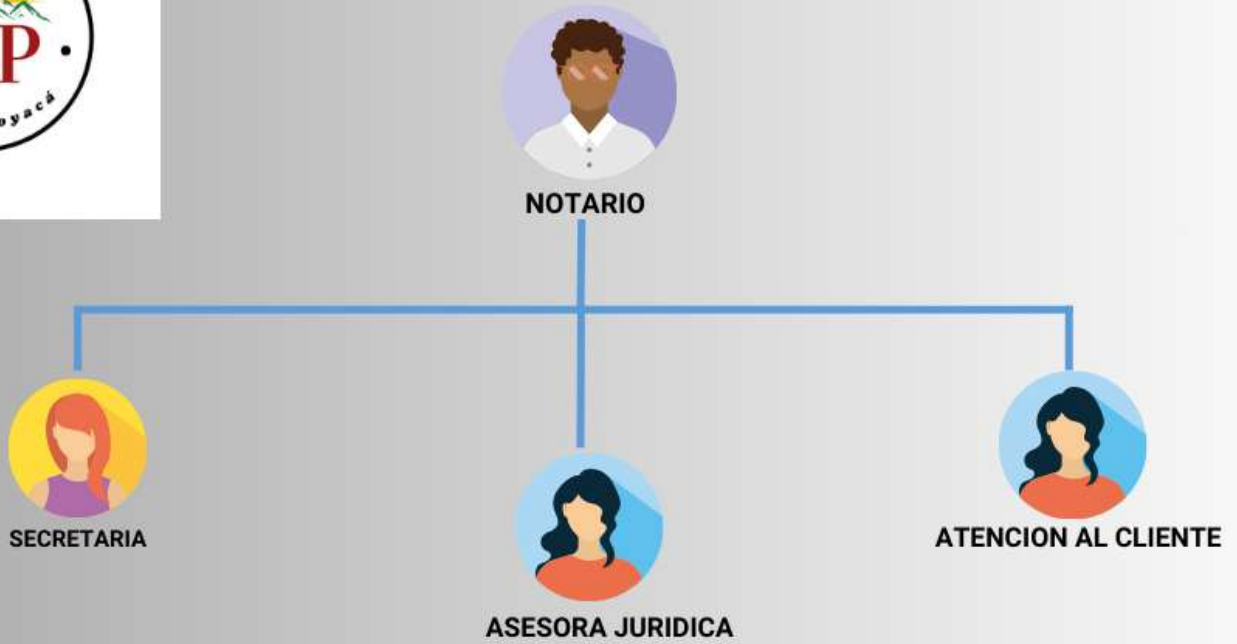 P
NOTARIO
SECRETARIA
ATENCION AL CLIENTE
ASESORA JURIDICA